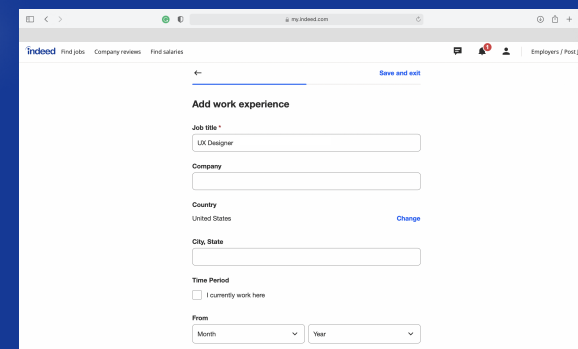 my.indeed.com
indeed Find jobs Company reviews Find salaries 1 Employers / Post j
Save and exit
Add work experience
Job title *
UX Designer
Company
Country
United States Change
City, State
Time Period
I currently work here
From
Month Year